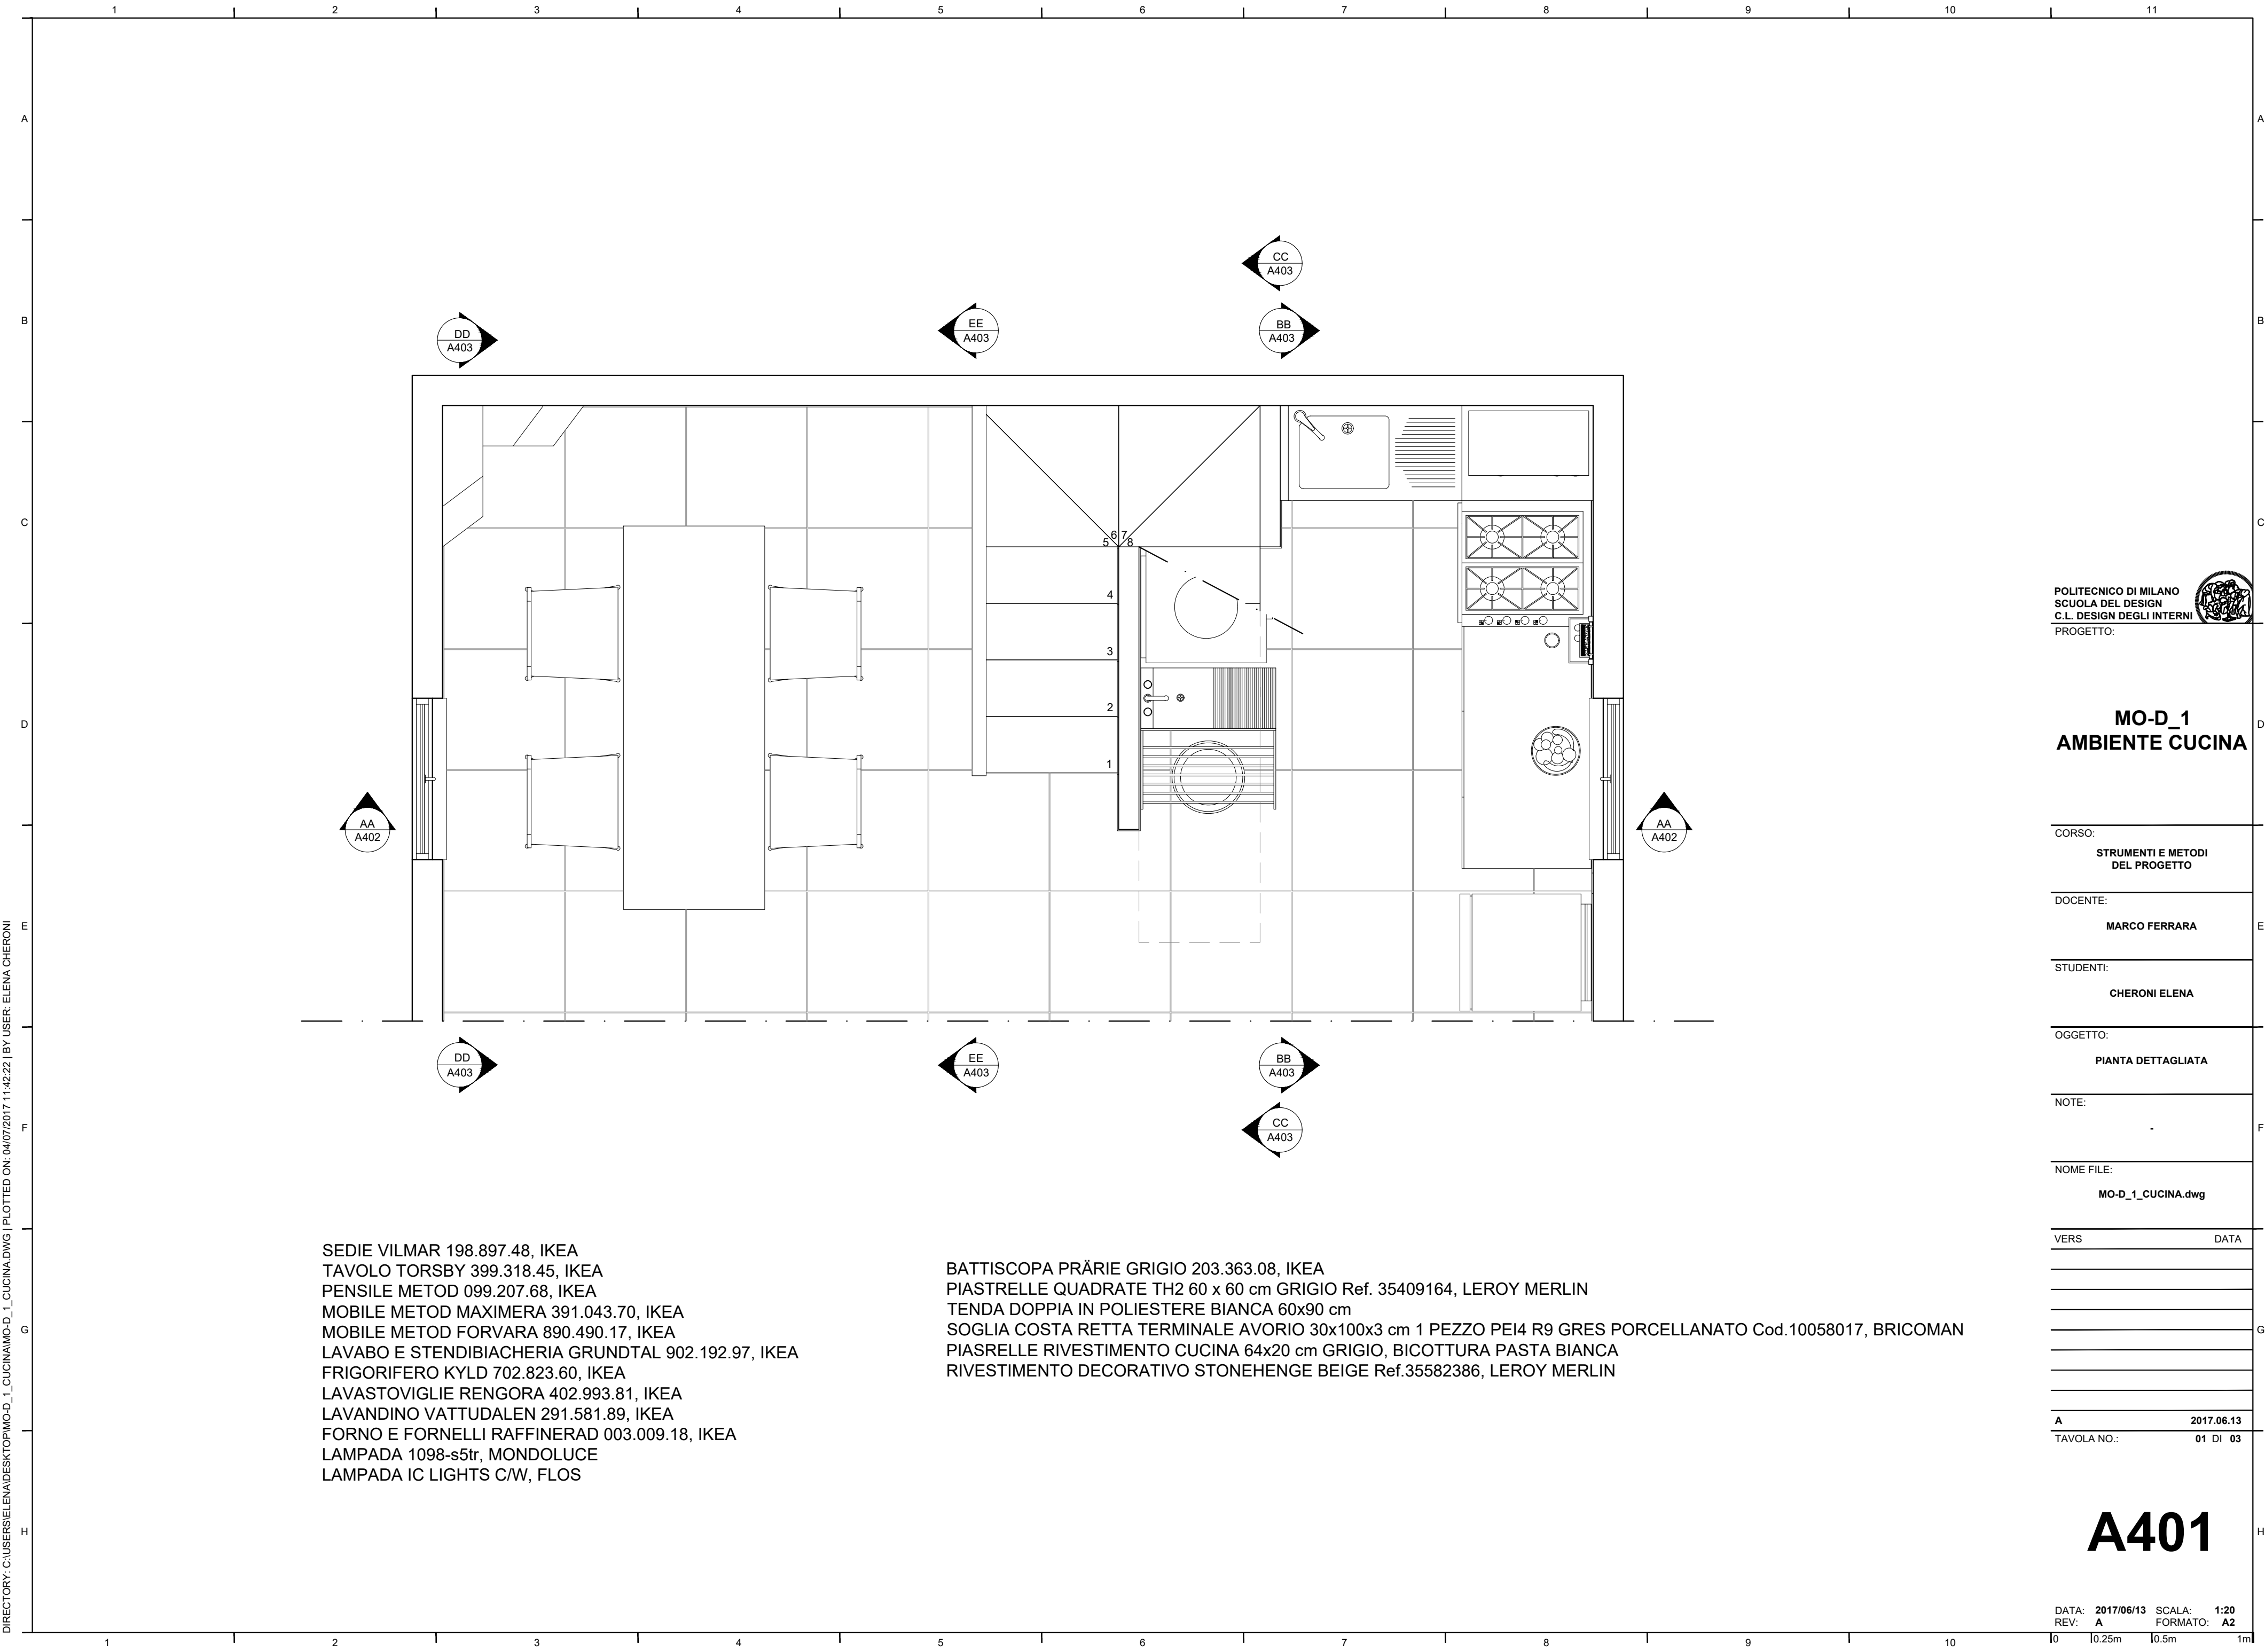 1 2 3 4 5 6 7 8 9 10 11
A A
B B
C C
D D
E E
F F
G G
H H
CC
A403
DD
A403
EE
A403
BB
A403
6 7
5 8
4
3
2
1
AA
A402
AA
A402
DD
A403
EE
A403
BB
A403
CC
A403
SEDIE VILMAR 198.897.48, IKEA
TAVOLO TORSBY 399.318.45, IKEA
PENSILE METOD 099.207.68, IKEA
MOBILE METOD MAXIMERA 391.043.70, IKEA
MOBILE METOD FORVARA 890.490.17, IKEA
LAVABO E STENDIBIACHERIA GRUNDTAL 902.192.97, IKEA
FRIGORIFERO KYLD 702.823.60, IKEA
LAVASTOVIGLIE RENGORA 402.993.81, IKEA
LAVANDINO VATTUDALEN 291.581.89, IKEA
FORNO E FORNELLI RAFFINERAD 003.009.18, IKEA
LAMPADA 1098-s5tr, MONDOLUCE
LAMPADA IC LIGHTS C/W, FLOS
BATTISCOPA PRÄRIE GRIGIO 203.363.08, IKEA
PIASTRELLE QUADRATE TH2 60 x 60 cm GRIGIO Ref. 35409164, LEROY MERLIN
TENDA DOPPIA IN POLIESTERE BIANCA 60x90 cm
SOGLIA COSTA RETTA TERMINALE AVORIO 30x100x3 cm 1 PEZZO PEI4 R9 GRES PORCELLANATO Cod.10058017, BRICOMAN
PIASRELLE RIVESTIMENTO CUCINA 64x20 cm GRIGIO, BICOTTURA PASTA BIANCA
RIVESTIMENTO DECORATIVO STONEHENGE BEIGE Ref.35582386, LEROY MERLIN
POLITECNICO DI MILANO
SCUOLA DEL DESIGN
C.L. DESIGN DEGLI INTERNI
PROGETTO:
MO-D_1
AMBIENTE CUCINA
CORSO:
STRUMENTI E METODI
DEL PROGETTO
DOCENTE:
MARCO FERRARA
STUDENTI:
CHERONI ELENA
OGGETTO:
PIANTA DETTAGLIATA
NOTE:
-
NOME FILE:
MO-D_1_CUCINA.dwg
VERS DATA
A 2017.06.13
TAVOLA NO.: 01 DI 03
A401
DATA: 2017/06/13 SCALA: 1:20
REV: A FORMATO: A2
0 0.25m 0.5m 1m
1 2 3 4 5 6 7 8 9 10
DIRECTORY: C:\USERS\ELENA\DESKTOP\MO-D_1_CUCINA\MO-D_1_CUCINA.DWG | PLOTTED ON: 04/07/2017 11:42:22 | BY USER: ELENA CHERONI